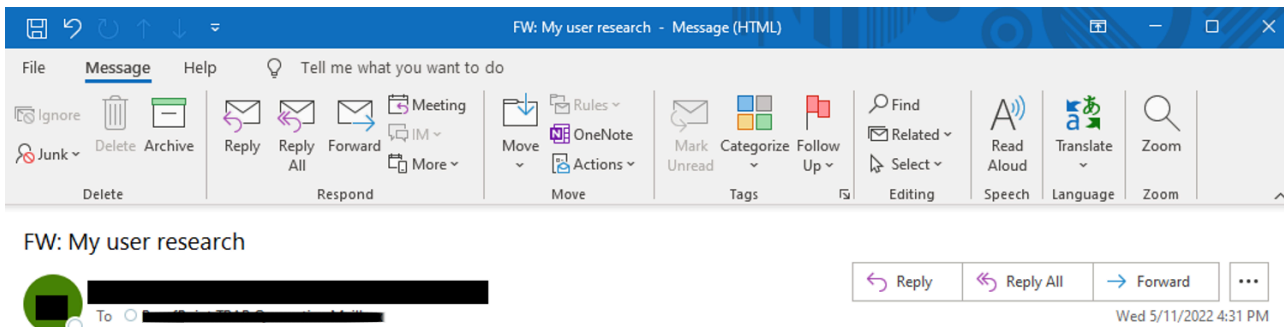 FW: My user research - Message (HTML)
File Message Help Tell me what you want to do
Ignore
Junk
Delete
Archive
Delete
Reply
Reply All
Forward
Meeting
IM
More
Respond
Move
Rules
OneNote
Actions
Move
Mark Unread
Categorize
Follow Up
Tags
Find
Related
Select
Editing
Read Aloud
Speech
あ
a
Translate
Language
Zoom
Zoom
FW: My user research
To
Reply
Reply All
Forward
Wed 5/11/2022 4:31 PM